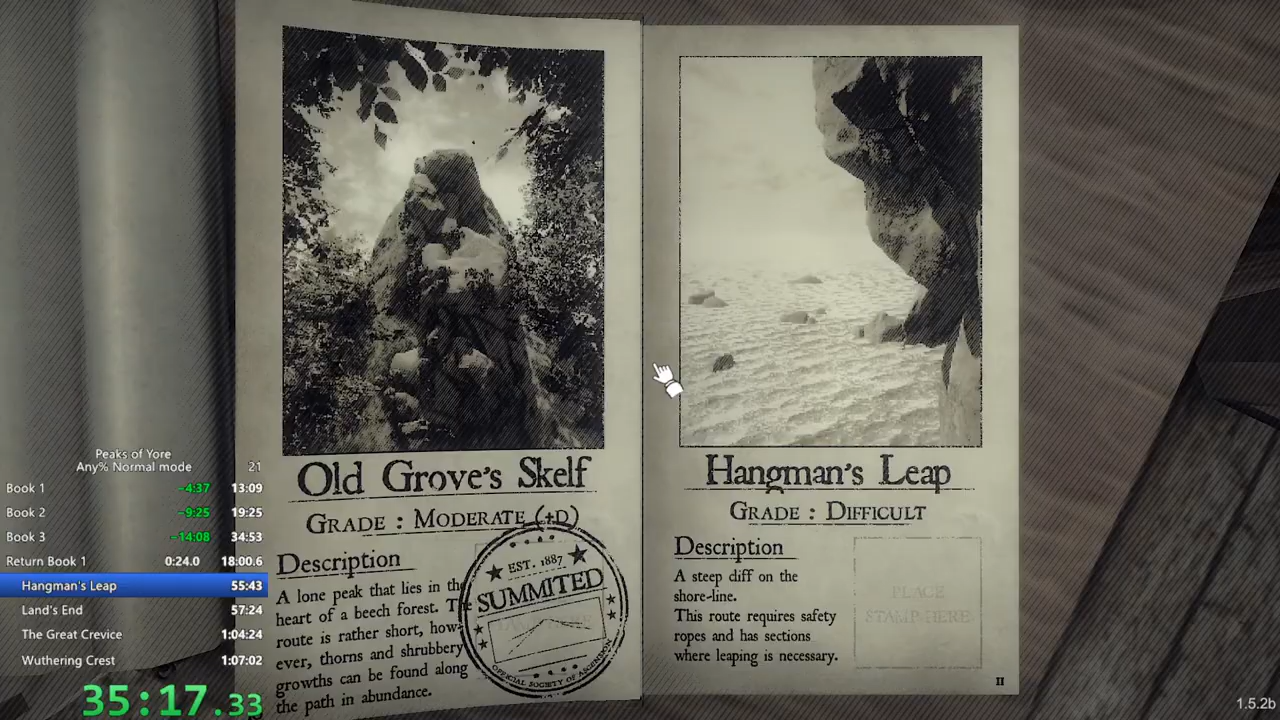 Old Grove's Skelf
Grade : Moderate (+D)
Description
A lone peak that lies in the
heart of a beech forest. T
route is rather short, how-
ever, thorns and shrubbery
growths can be found along
the path in abundance.
EST. 1887
SUMMITED
OFFICIAL SOCIETY OF ASCENSION
Hangman's Leap
Grade : Difficult
Description
A steep diff on the
shore-line.
This route requires safety
ropes and has sections
where leaping is necessary.
PLACE
STAMP HERE
II
Peaks of Yore
Any% Normal mode 21
Book 1 -4:37 13:09
Book 2 -9:25 19:25
Book 3 -14:08 34:53
Return Book 1 0:24.0 18:00.6
Hangman's Leap 55:43
Land's End 57:24
The Great Crevice 1:04:24
Wuthering Crest 1:07:02
35:17.33
1.5.2b